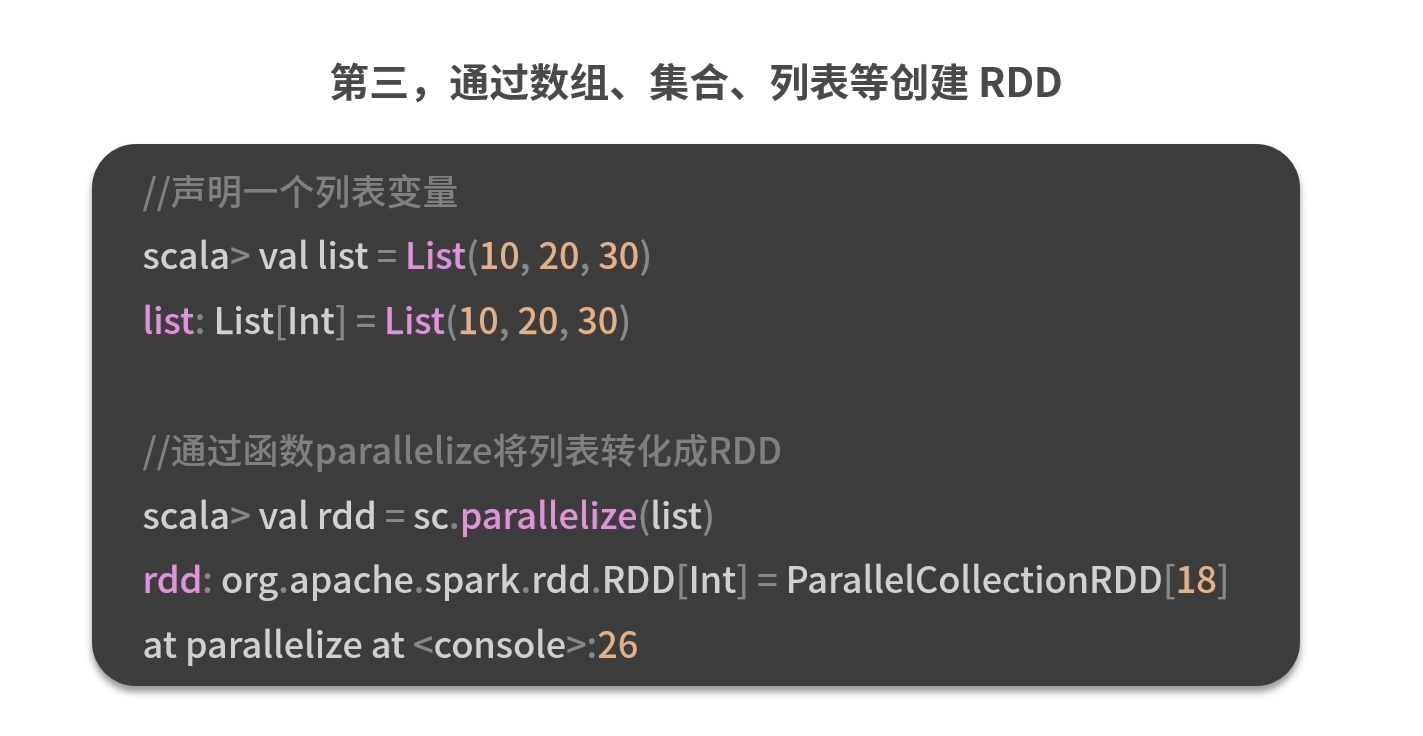 第三，通过数组、集合、列表等创建 RDD
//声明一个列表变量
scala> val list = List(10, 20, 30)
list: List[Int] = List(10, 20, 30)
//通过函数parallelize将列表转化成RDD
scala> val rdd = sc.parallelize(list)
rdd: org.apache.spark.rdd.RDD[Int] = ParallelCollectionRDD[18]
at parallelize at <console>:26